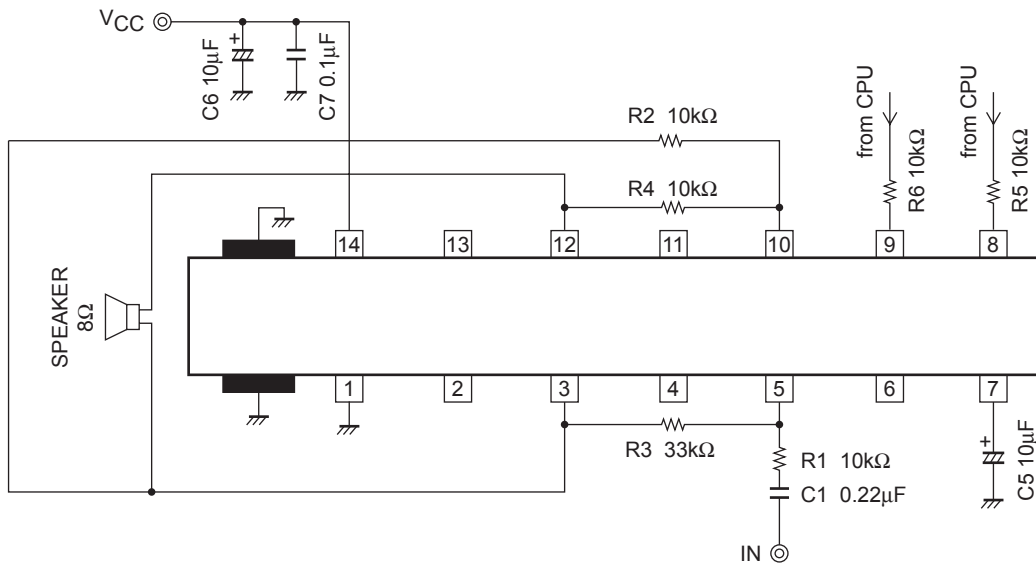 VCC
+
C6 10μF
C7 0.1μF
R2 10kΩ
R4 10kΩ
from CPU
R6 10kΩ
from CPU
R5 10kΩ
14
13
12
11
10
9
8
SPEAKER
8Ω
1
2
3
4
5
6
7
R3 33kΩ
R1 10kΩ
C1 0.22μF
+
C5 10μF
IN